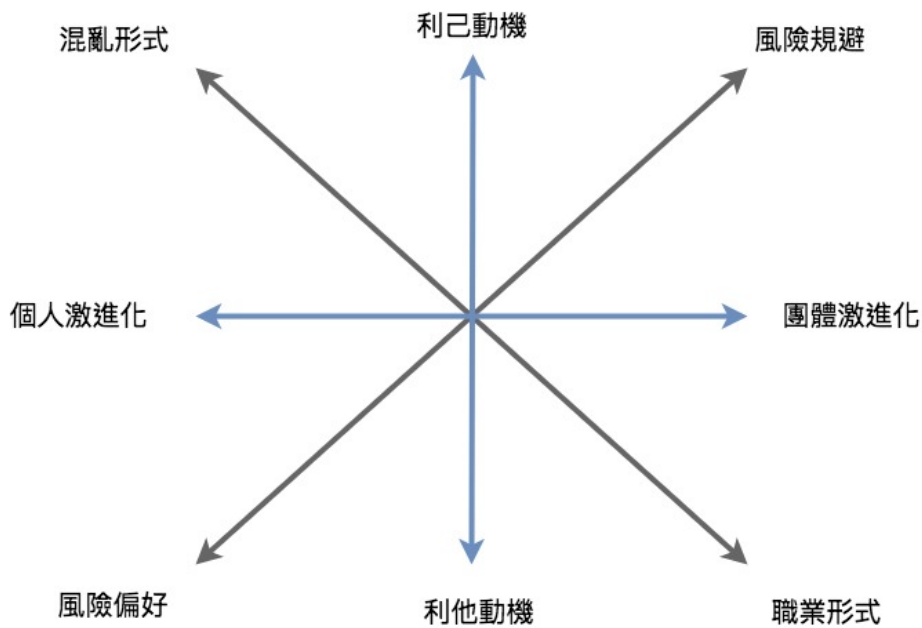 混亂形式
利己動機
風險規避
個人激進化
團體激進化
風險偏好
利他動機
職業形式